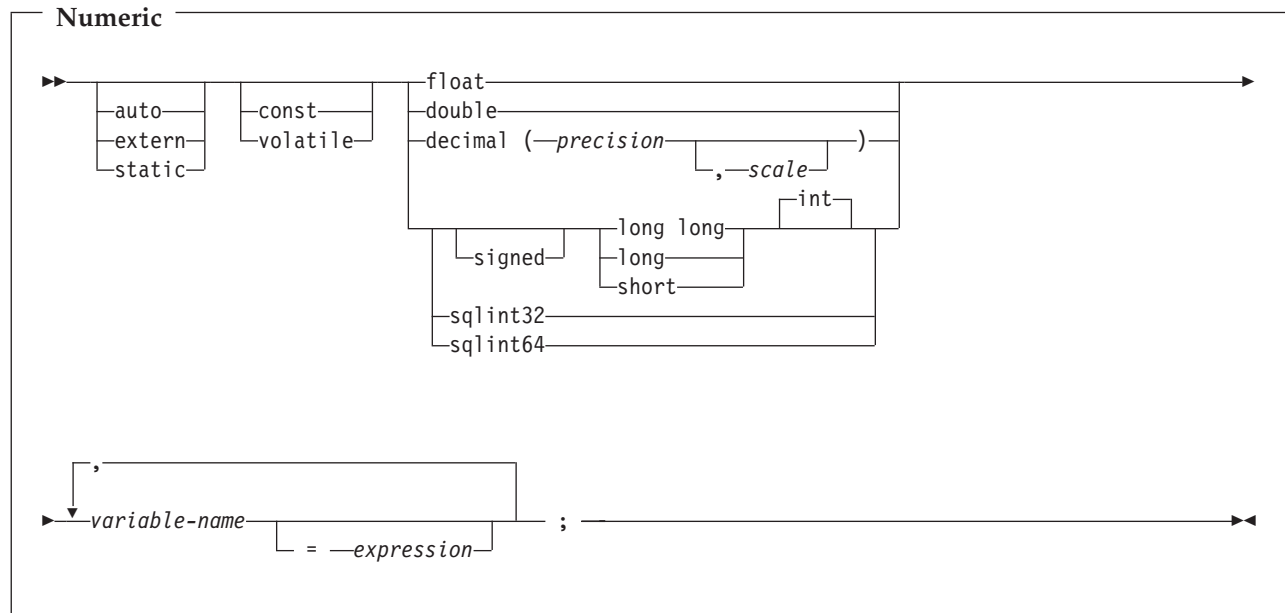 Numeric
float
auto const double
extern volatile decimal ( precision )
static , scale
int
long long
signed long
short
sqlint32
sqlint64
,
variable-name ;
= expression